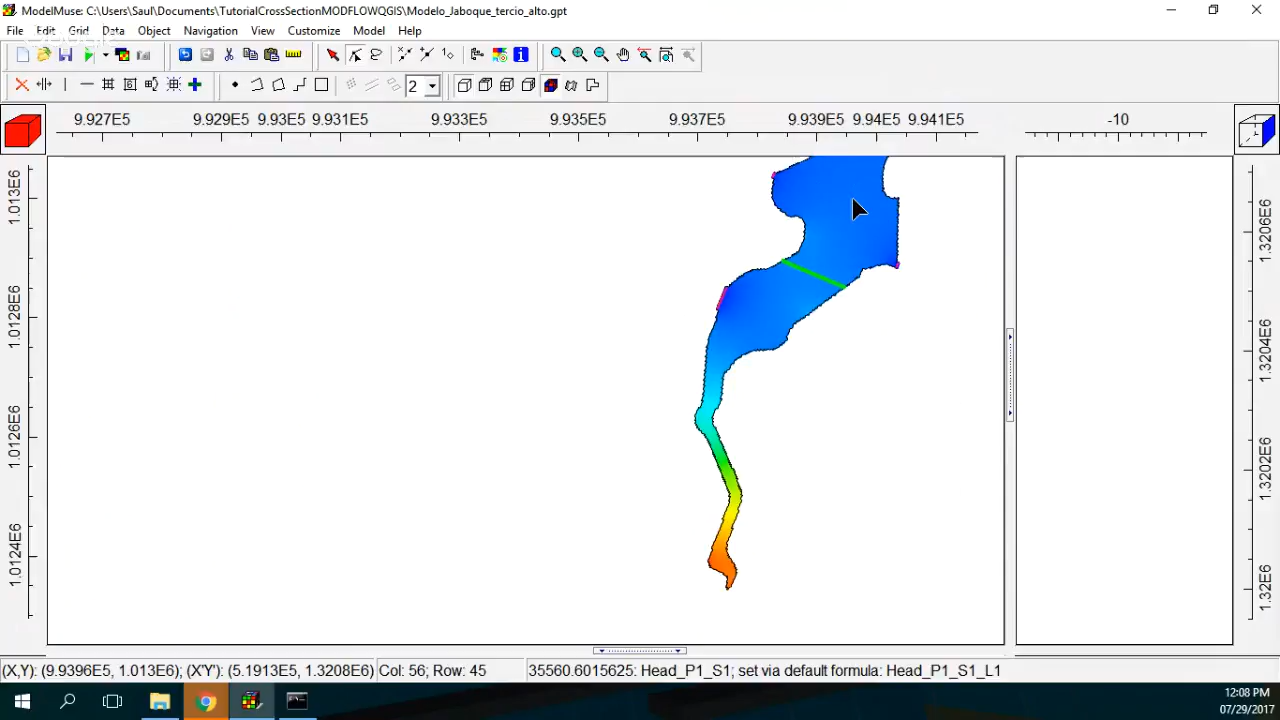 ModelMuse: C:\Users\Saul\Documents\TutorialCrossSectionMODFLOWQGIS\Modelo_Jaboque_tercio_alto.gpt
File Edit Grid Data Object Navigation View Customize Model Help
2
9.927E5 9.929E5 9.93E5 9.931E5 9.933E5 9.935E5 9.937E5 9.939E5 9.94E5 9.941E5 -10
1.013E6
1.0128E6
1.0126E6
1.0124E6
1.3206E6
1.3204E6
1.3202E6
1.32E6
(X,Y): (9.9396E5, 1.013E6); (X'Y'): (5.1913E5, 1.3208E6) Col: 56; Row: 45 35560.6015625: Head_P1_S1; set via default formula: Head_P1_S1_L1
12:08 PM
07/29/2017